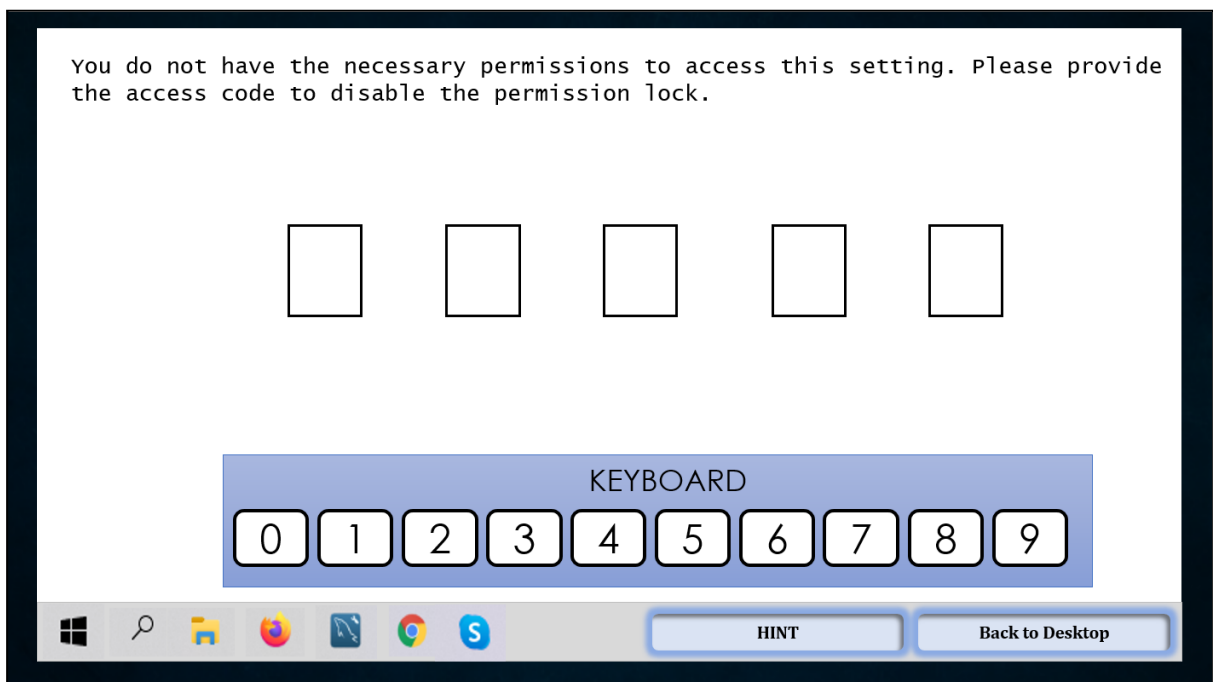 You do not have the necessary permissions to access this setting. Please provide
the access code to disable the permission lock.
KEYBOARD
0 1 2 3 4 5 6 7 8 9
S
HINT
Back to Desktop